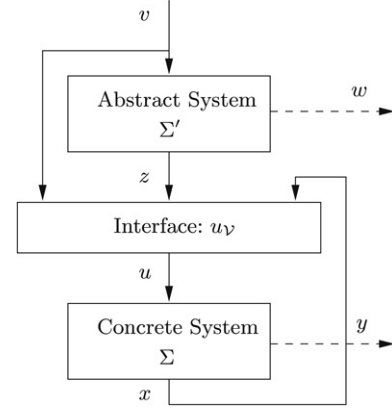 v
Abstract System
Σ′
w
z
Interface: u𝒱
u
Concrete System
Σ
y
x